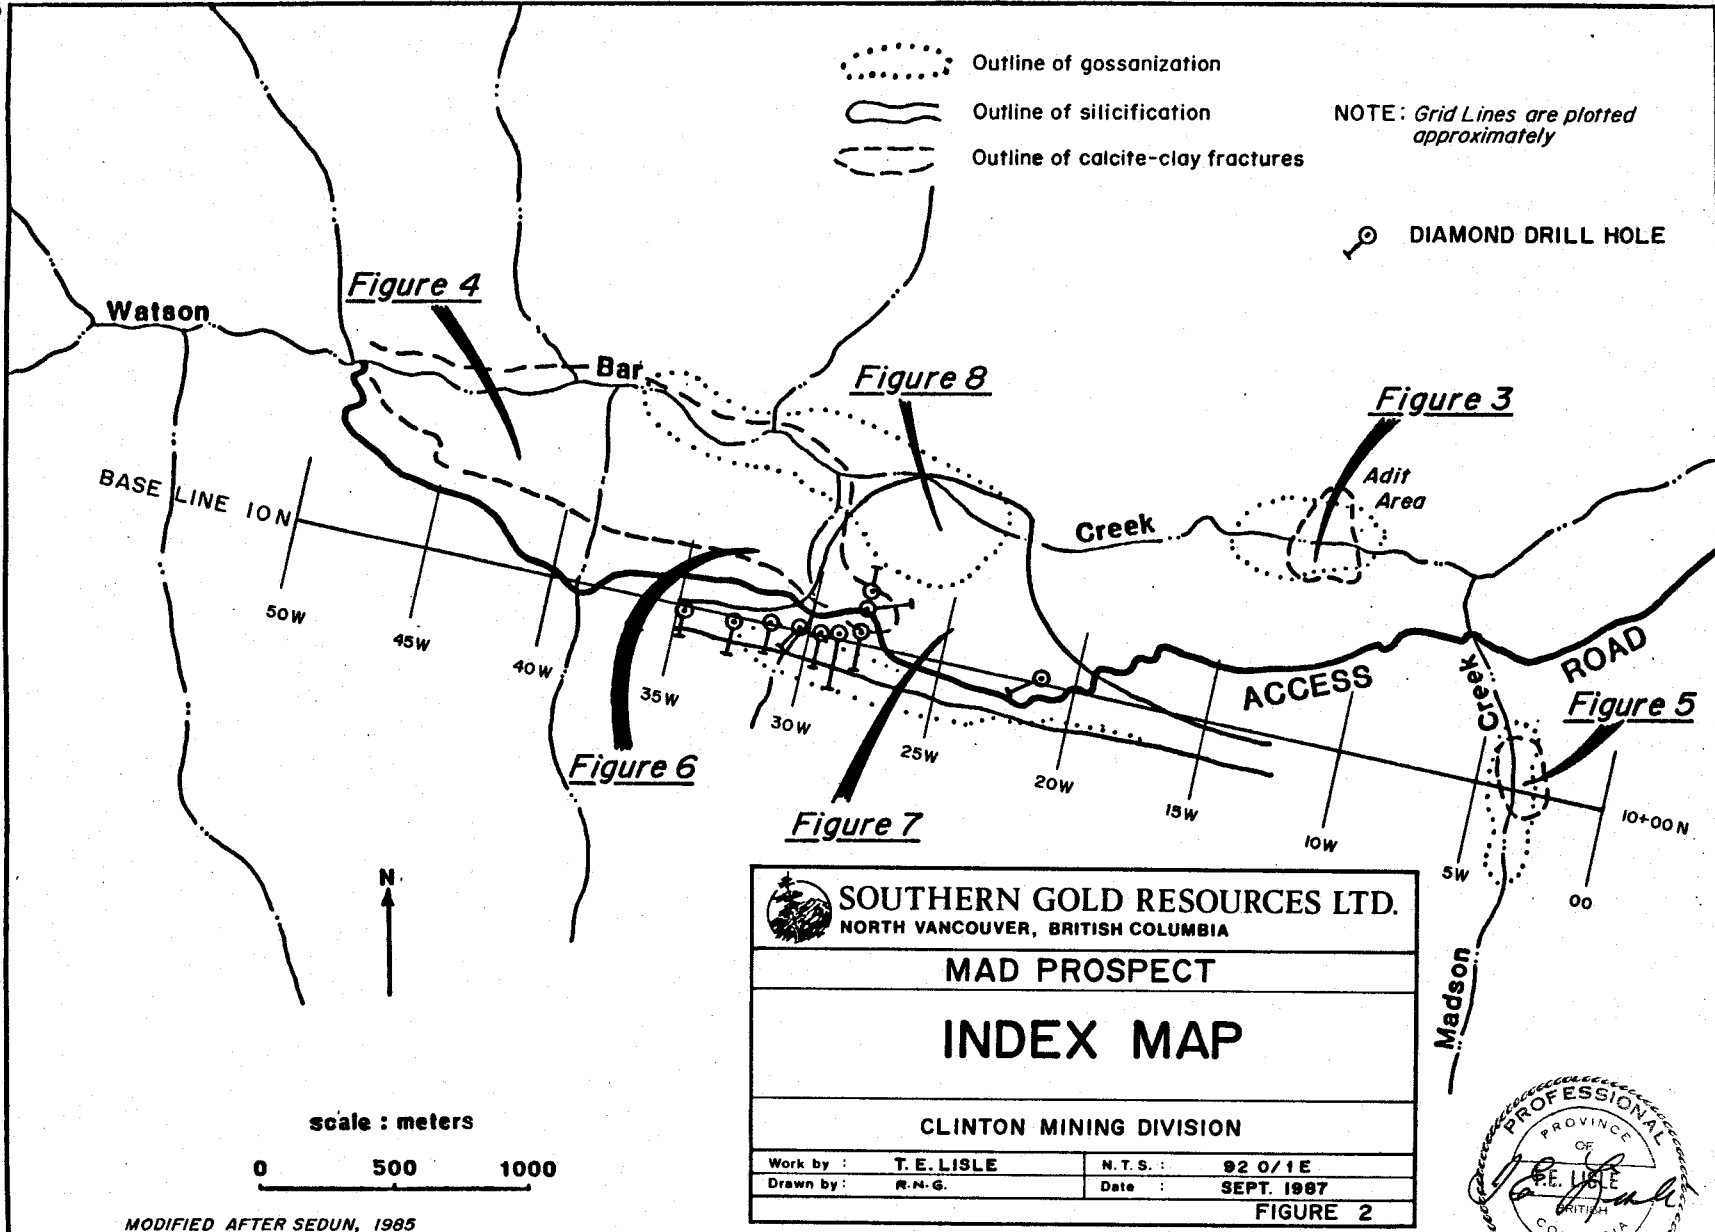 Outline of gossanization
Outline of silicification
Outline of calcite-clay fractures
NOTE: Grid Lines are plotted
approximately
DIAMOND DRILL HOLE
Figure 4
Watson
Bar
Figure 8
Figure 3
Adit
Area
Creek
BASE LINE 10N
50W
45W
40W
35W
30W
25W
20W
15W
10W
5W
00
10+00N
ACCESS
ROAD
Creek
Madson
Figure 5
Figure 6
Figure 7
N
SOUTHERN GOLD RESOURCES LTD.
NORTH VANCOUVER, BRITISH COLUMBIA
MAD PROSPECT
INDEX MAP
CLINTON MINING DIVISION
Work by : T. E. LISLE N.T.S. : 92 O/1E
Drawn by : R.N.G. Date : SEPT. 1987
FIGURE 2
scale : meters
0 500 1000
MODIFIED AFTER SEDUN, 1985
PROFESSIONAL
PROVINCE
OF
LISLE
BRITISH